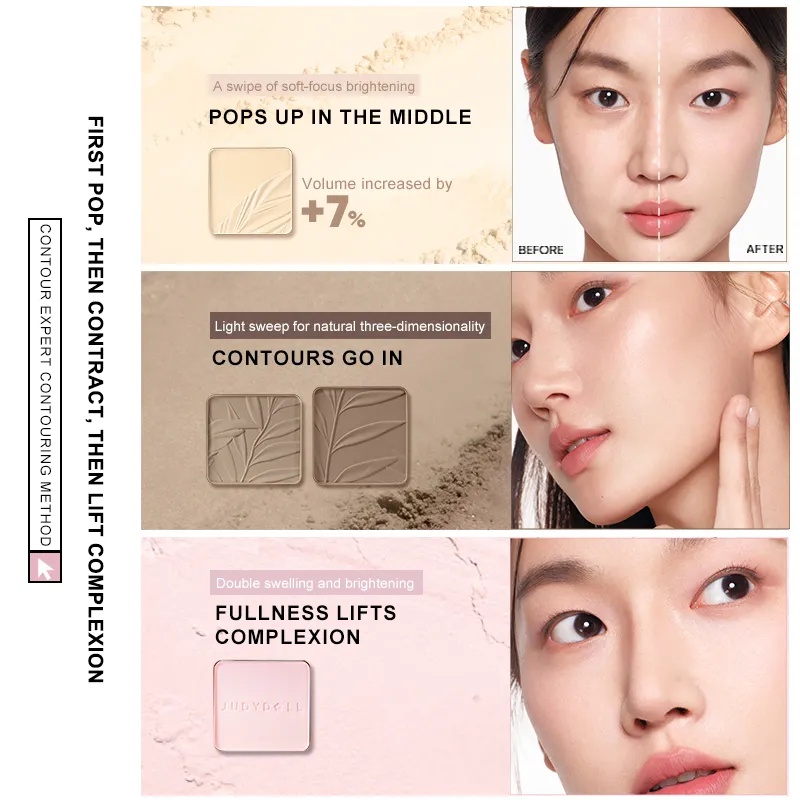 FIRST POP, THEN CONTRACT, THEN LIFT COMPLEXION
CONTOUR EXPERT CONTOURING METHOD
A swipe of soft-focus brightening
POPS UP IN THE MIDDLE
Volume increased by
+7%
BEFORE
AFTER
Light sweep for natural three-dimensionality
CONTOURS GO IN
Double swelling and brightening
FULLNESS LIFTS
COMPLEXION
JUDYDOLL